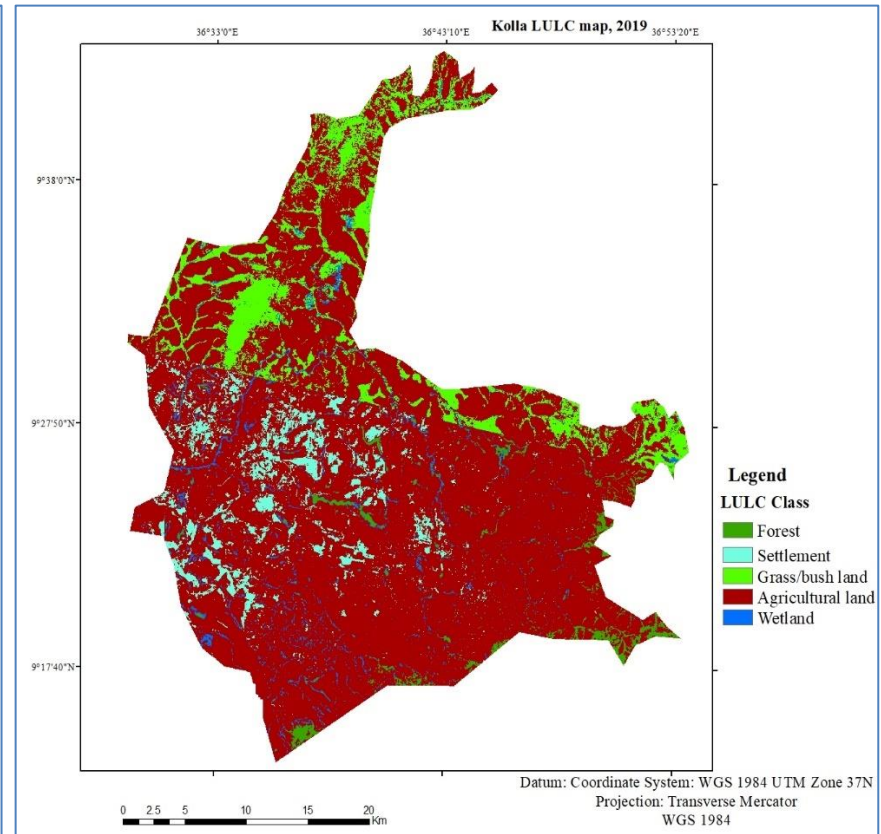 Kolla LULC map, 2019
36°33'0"E
36°43'10"E
36°53'20"E
9°38'0"N
9°27'50"N
9°17'40"N
Legend
LULC Class
Forest
Settlement
Grass/bush land
Agricultural land
Wetland
Datum: Coordinate System: WGS 1984 UTM Zone 37N
Projection: Transverse Mercator
WGS 1984
0 2.5 5 10 15 20
Km